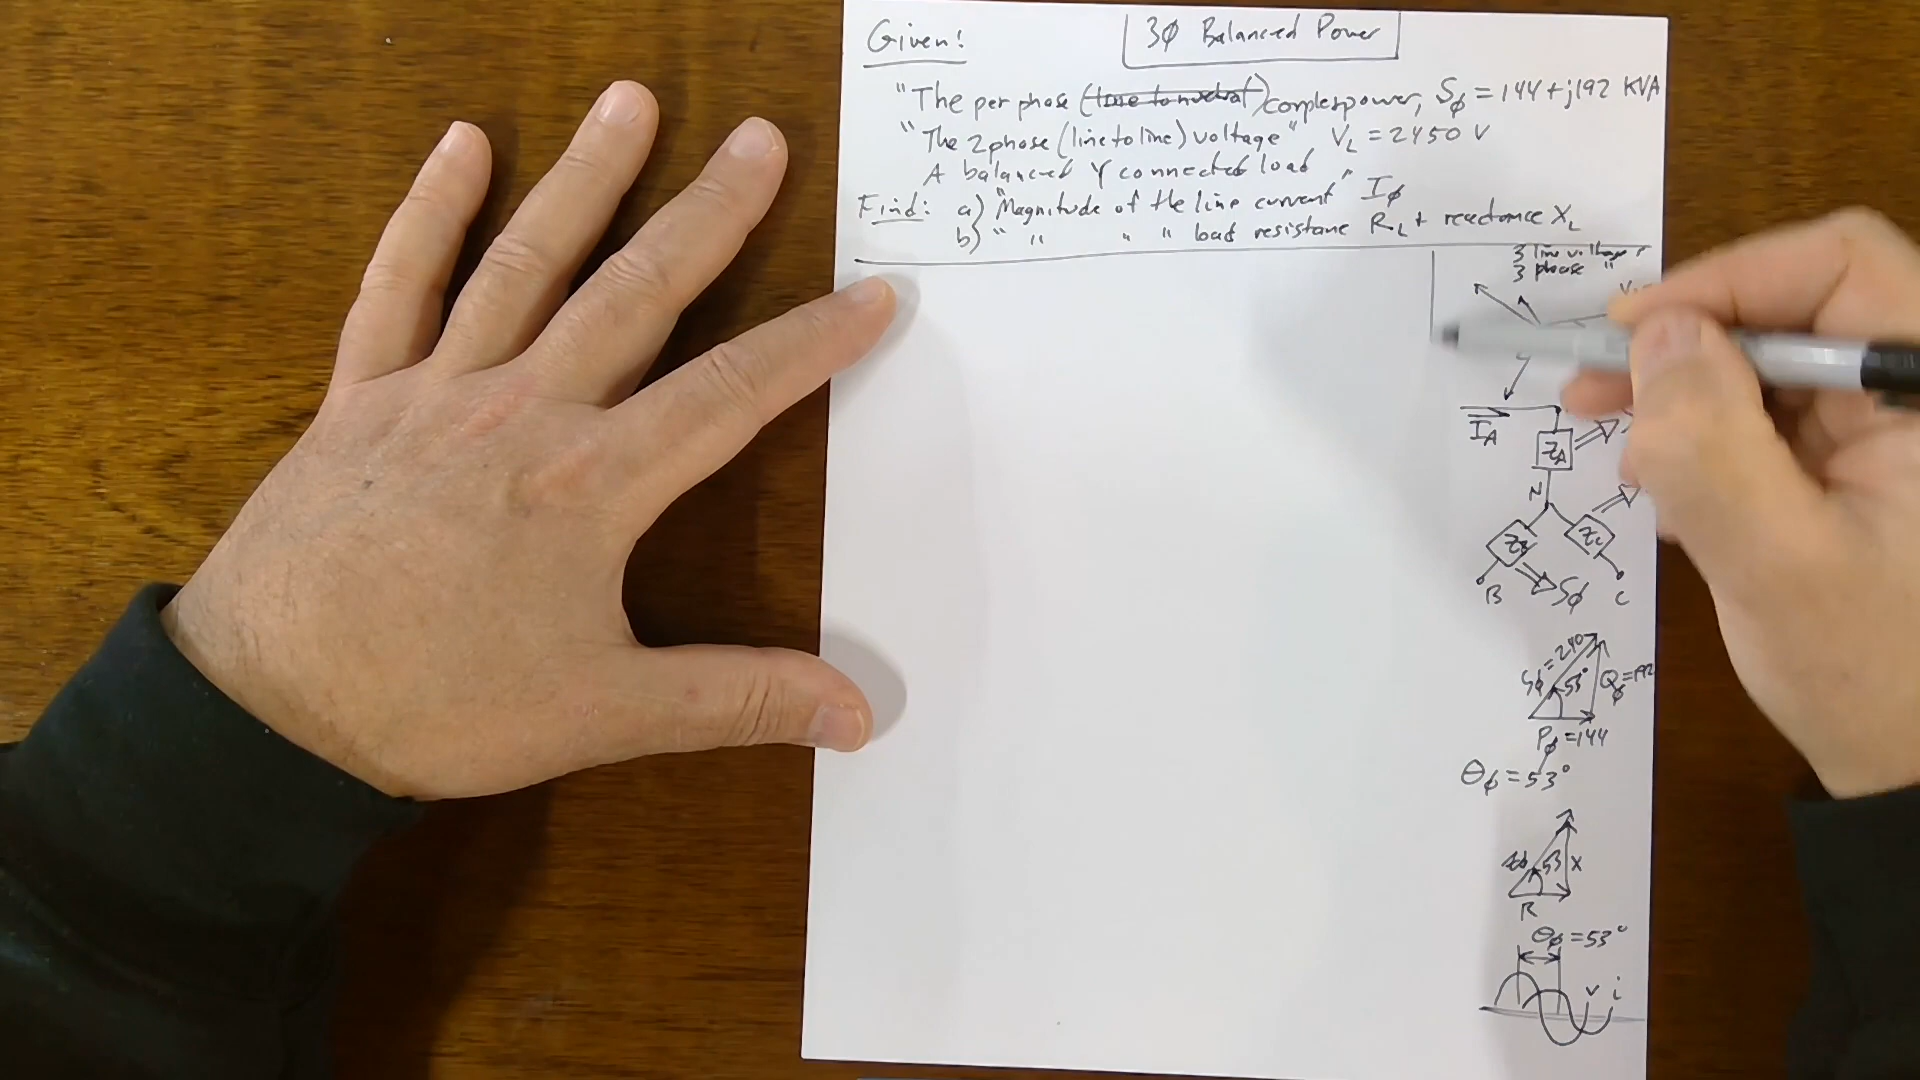 Given!
3Ø Balanced Power
"The per phase (line to neutral) complex power, Sϕ = 144 + j192 KVA
"The 2 phase (line to line) voltage" VL = 2450 V
A balanced Y connected load
Find: a) "Magnitude of the line current" Iϕ
b) " " " " load resistance RL + reactance XL
3 line voltage
3 phase "
IA
ZA
N
ZB
ZC
B
Sϕ
C
Sϕ = 240
53°
Qϕ = 192
Pϕ = 144
θϕ = 53°
53
X
R
θϕ = 53°
v i